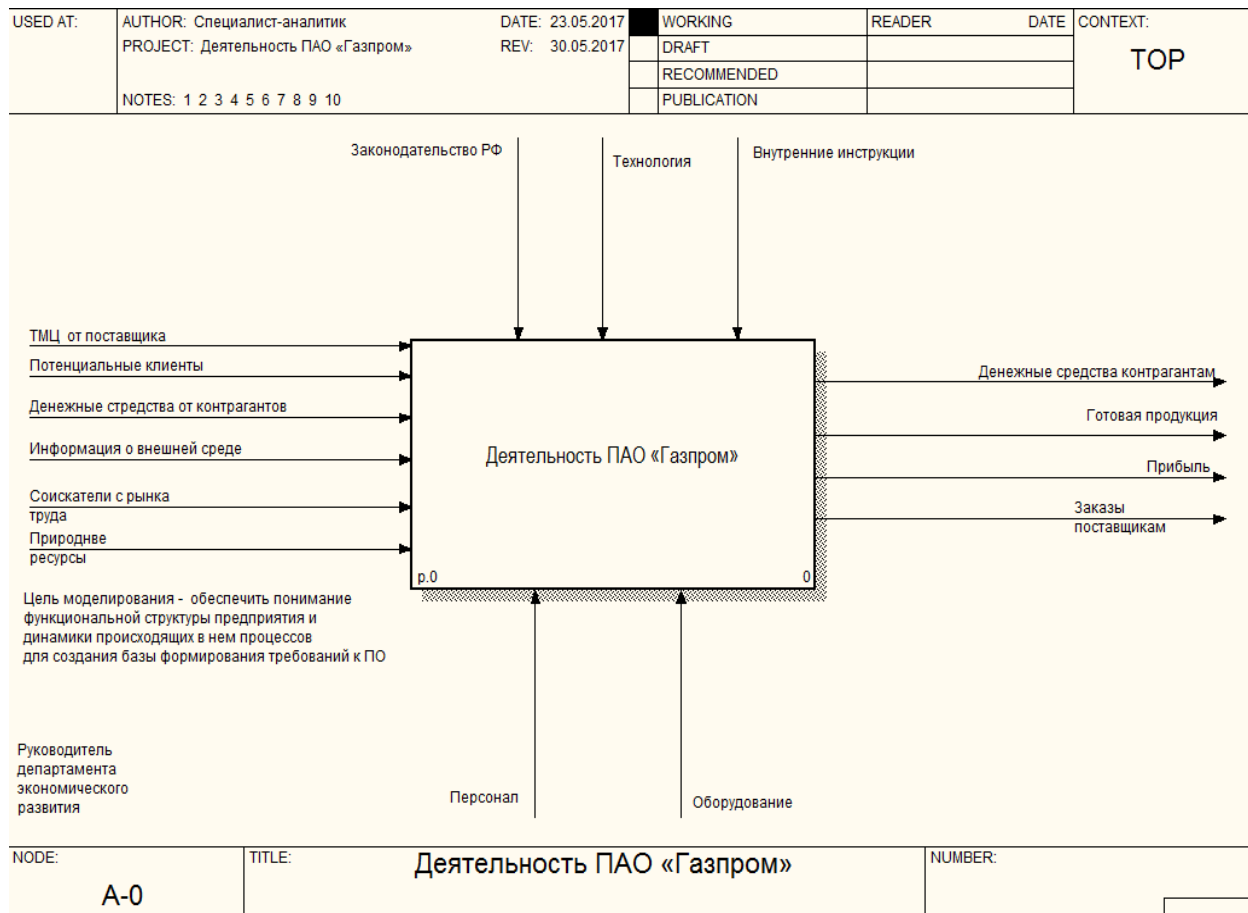 USED AT:
AUTHOR: Специалист-аналитик
DATE: 23.05.2017
WORKING
READER
DATE
CONTEXT:
PROJECT: Деятельность ПАО «Газпром»
REV: 30.05.2017
DRAFT
TOP
RECOMMENDED
NOTES: 1 2 3 4 5 6 7 8 9 10
PUBLICATION
Законодательство РФ
Технология
Внутренние инструкции
ТМЦ от поставщика
Потенциальные клиенты
Денежные стредства от контрагантов
Информация о внешней среде
Соискатели с рынка
труда
Природнве
ресурсы
Деятельность ПАО «Газпром»
р.0
0
Денежные средства контрагантам
Готовая продукция
Прибыль
Заказы
поставщикам
Цель моделирования - обеспечить понимание
функциональной структуры предприятия и
динамики происходящих в нем процессов
для создания базы формирования требований к ПО
Руководитель
департамента
экономического
развития
Персонал
Оборудование
NODE:
TITLE:
Деятельность ПАО «Газпром»
NUMBER:
A-0